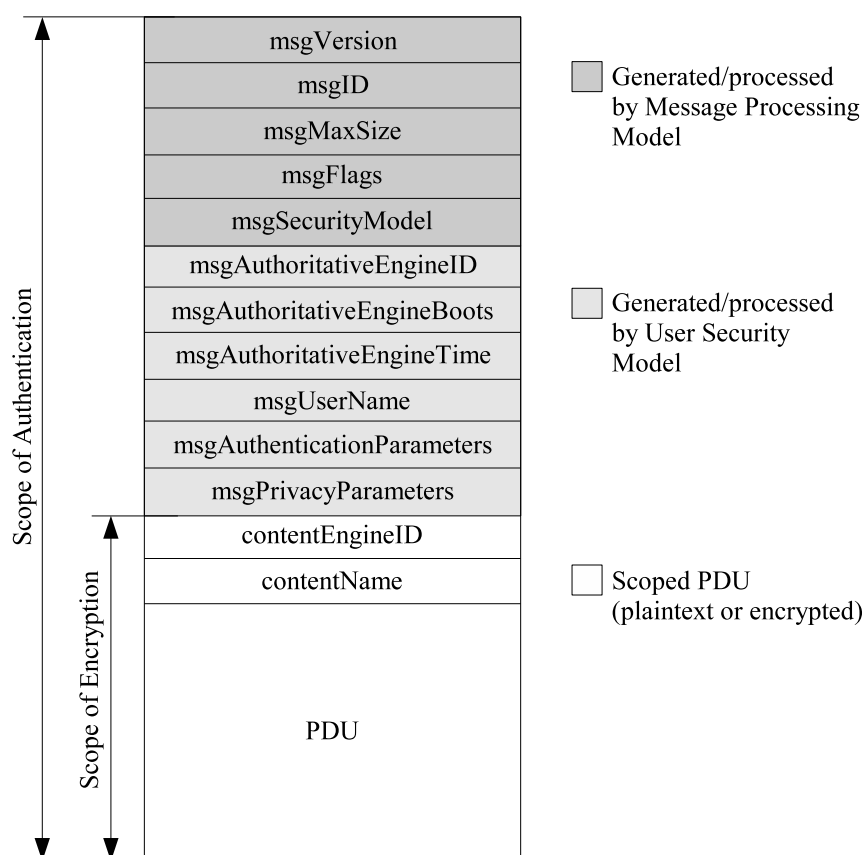 msgVersion
msgID
msgMaxSize
msgFlags
msgSecurityModel
msgAuthoritativeEngineID
msgAuthoritativeEngineBoots
msgAuthoritativeEngineTime
msgUserName
msgAuthenticationParameters
msgPrivacyParameters
contentEngineID
contentName
PDU
Scope of Authentication
Scope of Encryption
Generated/processed
by Message Processing
Model
Generated/processed
by User Security
Model
Scoped PDU
(plaintext or encrypted)